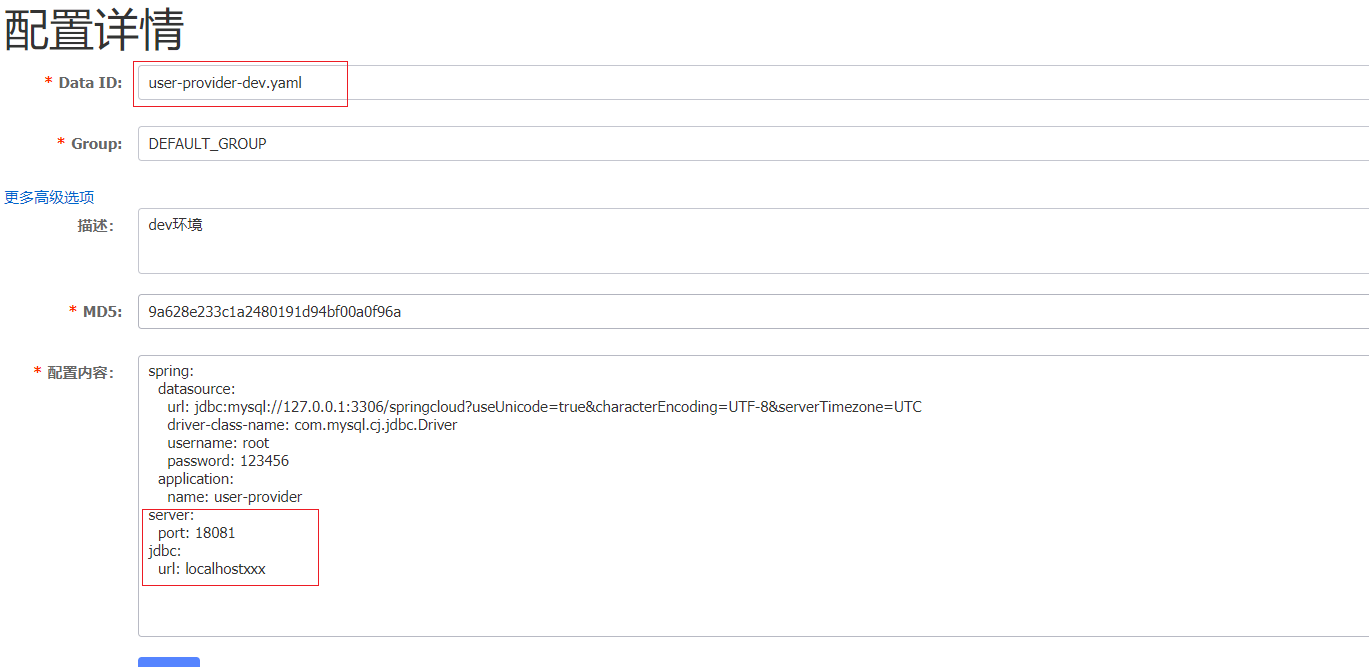 配置详情
* Data ID: user-provider-dev.yaml
* Group: DEFAULT_GROUP
更多高级选项
描述: dev环境
* MD5: 9a628e233c1a2480191d94bf00a0f96a
* 配置内容: spring:
datasource:
url: jdbc:mysql://127.0.0.1:3306/springcloud?useUnicode=true&characterEncoding=UTF-8&serverTimezone=UTC
driver-class-name: com.mysql.cj.jdbc.Driver
username: root
password: 123456
application:
name: user-provider
server:
port: 18081
jdbc:
url: localhostxxx